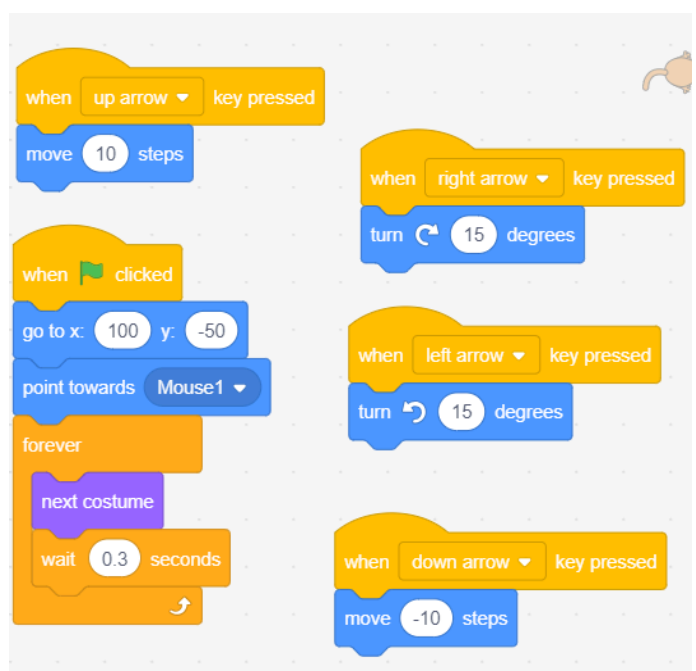 when up arrow key pressed
move 10 steps
when clicked
go to x: 100 y: -50
point towards Mouse1
forever
next costume
wait 0.3 seconds
when right arrow key pressed
turn 15 degrees
when left arrow key pressed
turn 15 degrees
when down arrow key pressed
move -10 steps